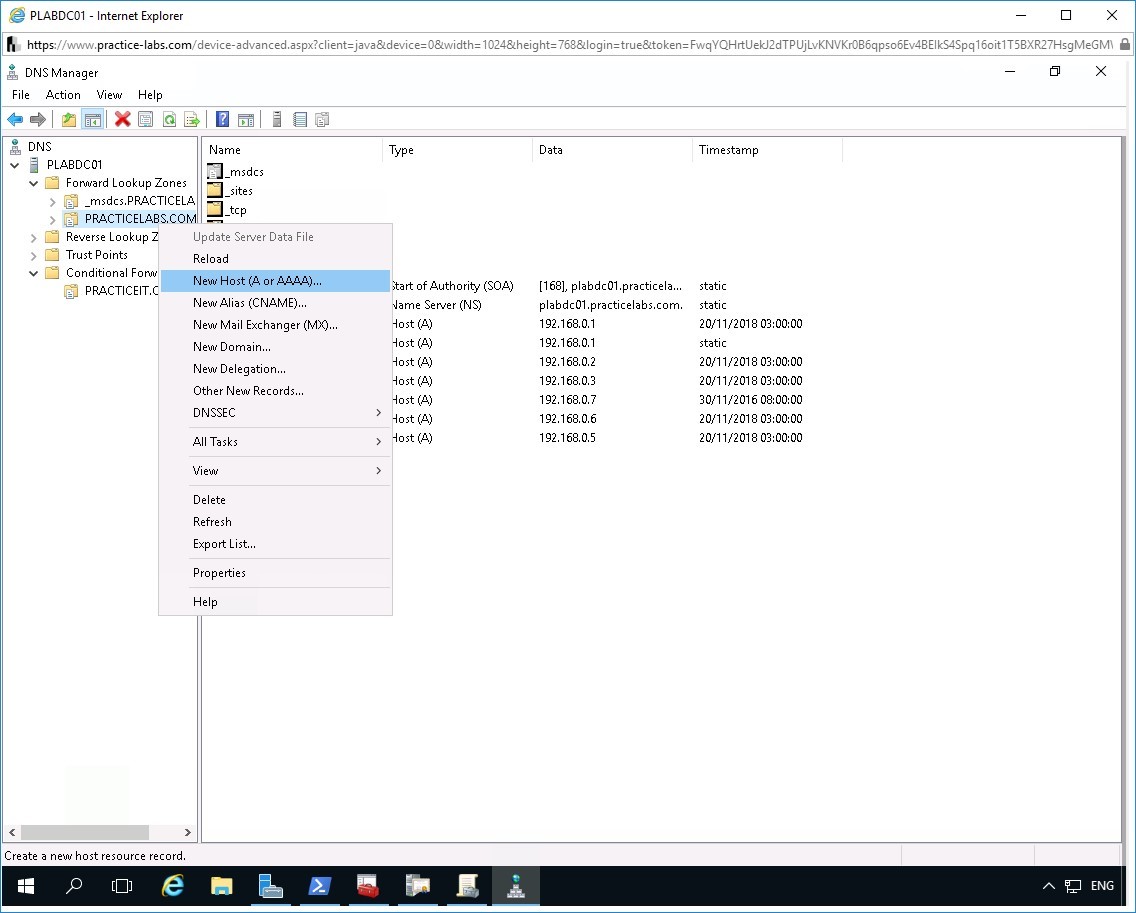 PLABDC01 - Internet Explorer
https://www.practice-labs.com/device-advanced.aspx?client=java&device=0&width=1024&height=768&login=true&token=FwqYQHrtUekJ2dTPUjLvKNVKr0B6qpso6Ev4BElkS4Spq16oit1T5BXR27HsgMeGM
DNS Manager
File Action View Help
DNS
PLABDC01
Forward Lookup Zones
_msdcs.PRACTICELA
PRACTICELABS.COM
Reverse Lookup Z
Trust Points
Conditional Forw
PRACTICEIT.C
Name Type Data Timestamp
_msdcs
_sites
_tcp
Start of Authority (SOA) [168], plabdc01.practicela... static
Name Server (NS) plabdc01.practicelabs.com. static
Host (A) 192.168.0.1 20/11/2018 03:00:00
Host (A) 192.168.0.1 static
Host (A) 192.168.0.2 20/11/2018 03:00:00
Host (A) 192.168.0.3 20/11/2018 03:00:00
Host (A) 192.168.0.7 30/11/2016 08:00:00
Host (A) 192.168.0.6 20/11/2018 03:00:00
Host (A) 192.168.0.5 20/11/2018 03:00:00
Update Server Data File
Reload
New Host (A or AAAA)...
New Alias (CNAME)...
New Mail Exchanger (MX)...
New Domain...
New Delegation...
Other New Records...
DNSSEC
All Tasks
View
Delete
Refresh
Export List...
Properties
Help
Create a new host resource record.
ENG